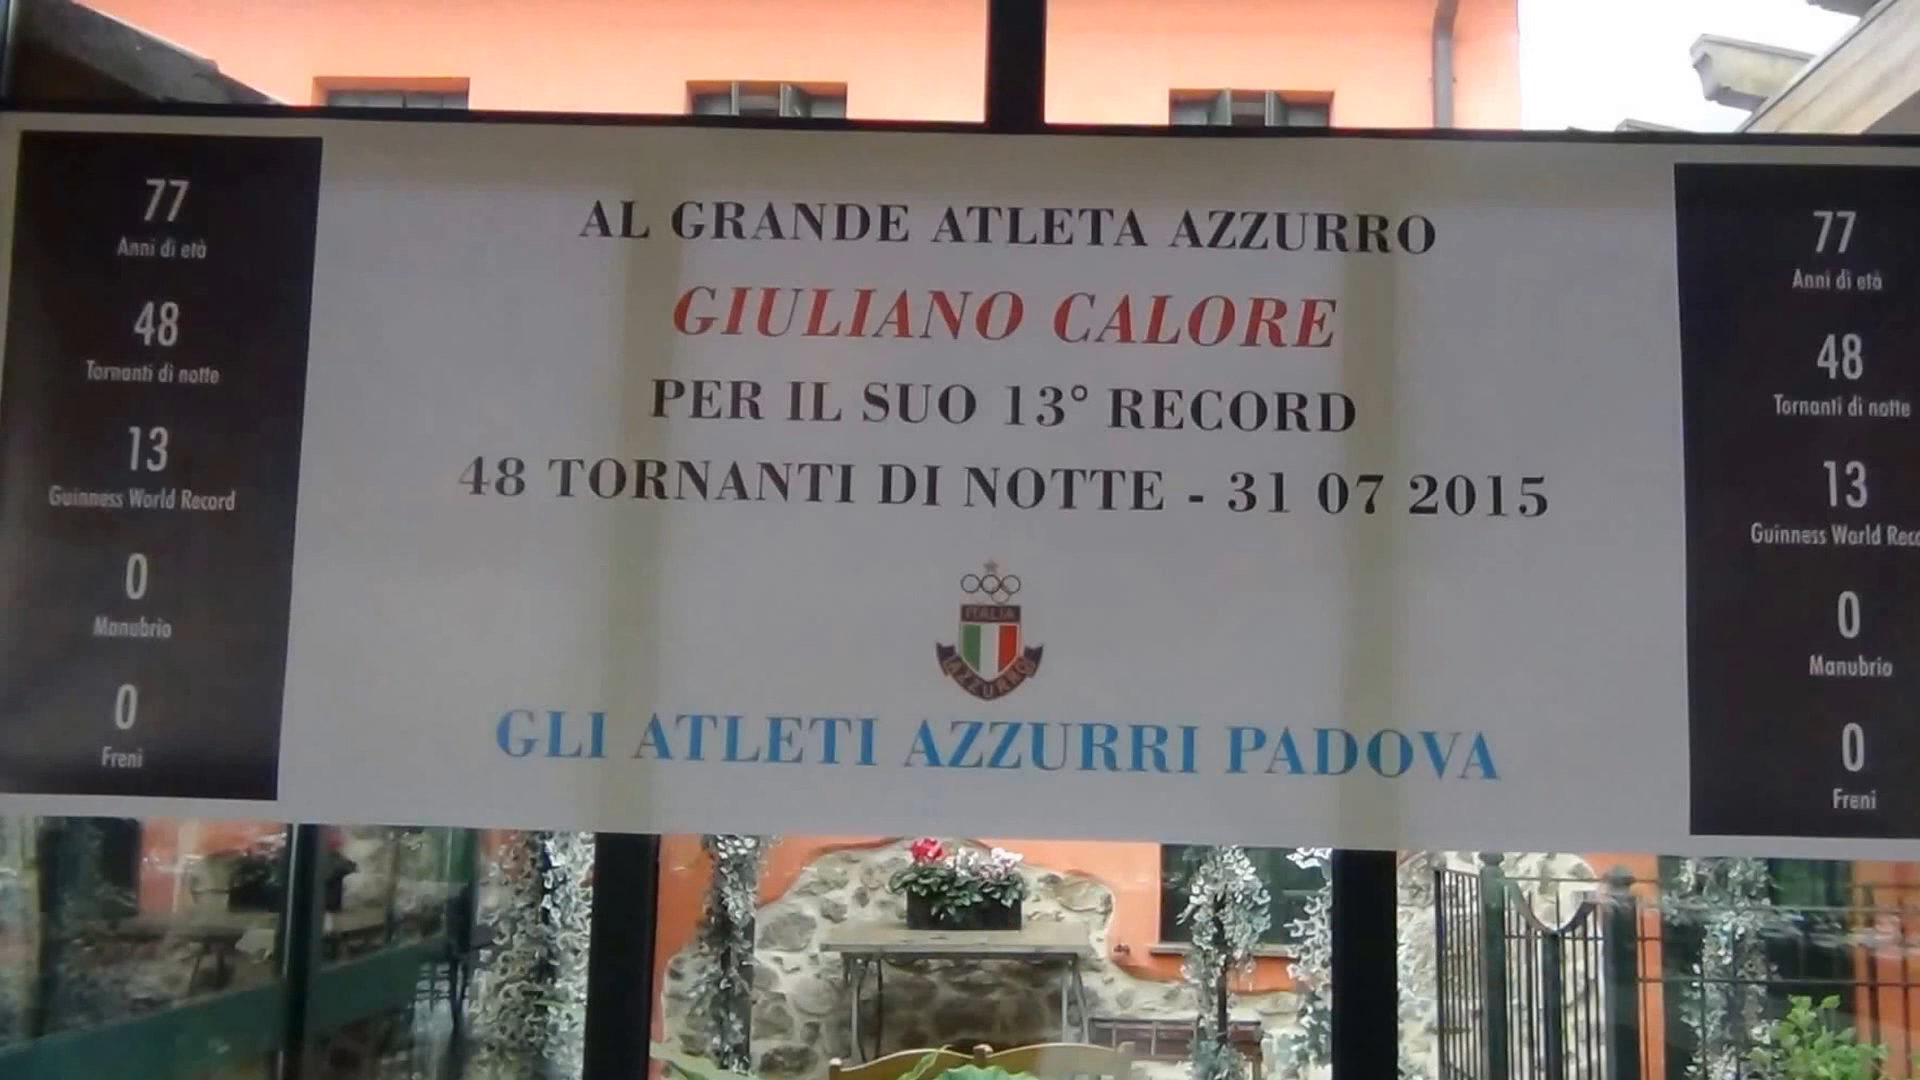 77
Anni di età
48
Tornanti di notte
13
Guinness World Record
0
Manubrio
0
Freni
AL GRANDE ATLETA AZZURRO
GIULIANO CALORE
PER IL SUO 13° RECORD
48 TORNANTI DI NOTTE - 31 07 2015
ITALIA
AZZURRO
GLI ATLETI AZZURRI PADOVA
77
Anni di età
48
Tornanti di notte
13
Guinness World Reco
0
Manubrio
0
Freni